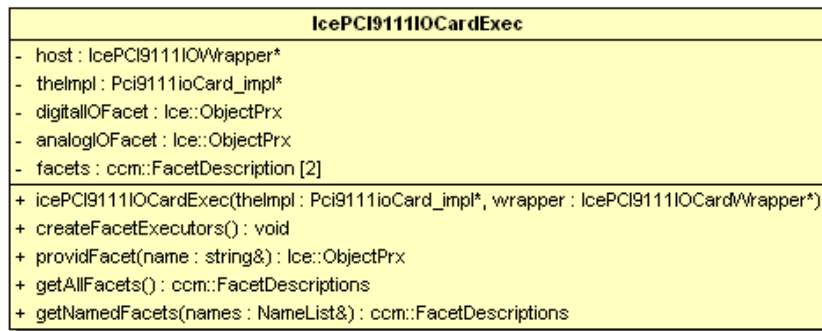 IcePCI9111IOCardExec
- host : IcePCI9111IOWrapper*
- theImpl : Pci9111ioCard_impl*
- digitalIOFacet : Ice::ObjectPrx
- analogIOFacet : Ice::ObjectPrx
- facets : ccm::FacetDescription [2]
+ icePCI9111IOCardExec(theImpl : Pci9111ioCard_impl*, wrapper : IcePCI9111IOCardWrapper*)
+ createFacetExecutors() : void
+ providFacet(name : string&) : Ice::ObjectPrx
+ getAllFacets() : ccm::FacetDescriptions
+ getNamedFacets(names : NameList&) : ccm::FacetDescriptions